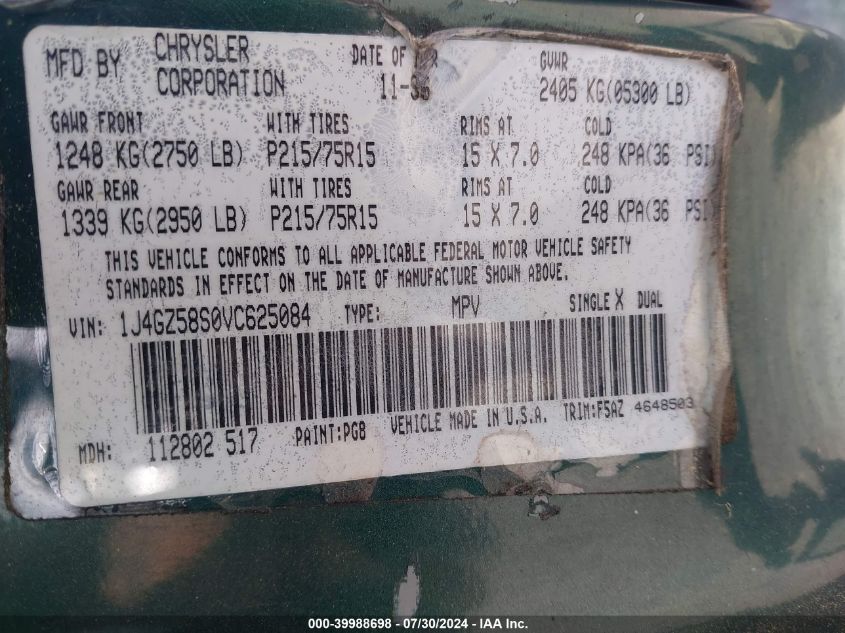 MFD BY CHRYSLER CORPORATION DATE OF GVWR
11- 2405 KG(05300 LB)
GAWR FRONT WITH TIRES RIMS AT COLD
1248 KG(2750 LB) P215/75R15 15 X 7.0 248 KPA(36 PSI)
GAWR REAR WITH TIRES RIMS AT COLD
1339 KG(2950 LB) P215/75R15 15 X 7.0 248 KPA(36 PSI)
THIS VEHICLE CONFORMS TO ALL APPLICABLE FEDERAL MOTOR VEHICLE SAFETY
STANDARDS IN EFFECT ON THE DATE OF MANUFACTURE SHOWN ABOVE.
VIN: 1J4GZ58S0VC625084 TYPE: MPV SINGLE X DUAL
MDH: 112802 517 PAINT:PG8 VEHICLE MADE IN U.S.A. TRIM:F5AZ 4648503
000-39988698 - 07/30/2024 - IAA Inc.